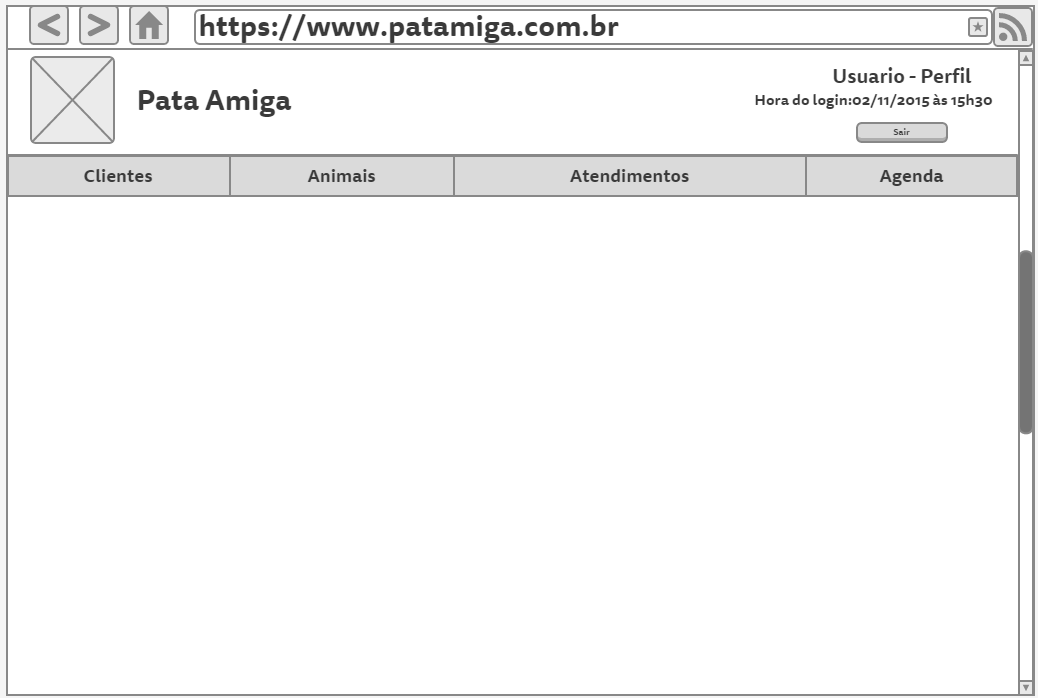 https://www.patamiga.com.br
Pata Amiga
Usuario - Perfil
Hora do login:02/11/2015 às 15h30
Sair
Clientes Animais Atendimentos Agenda